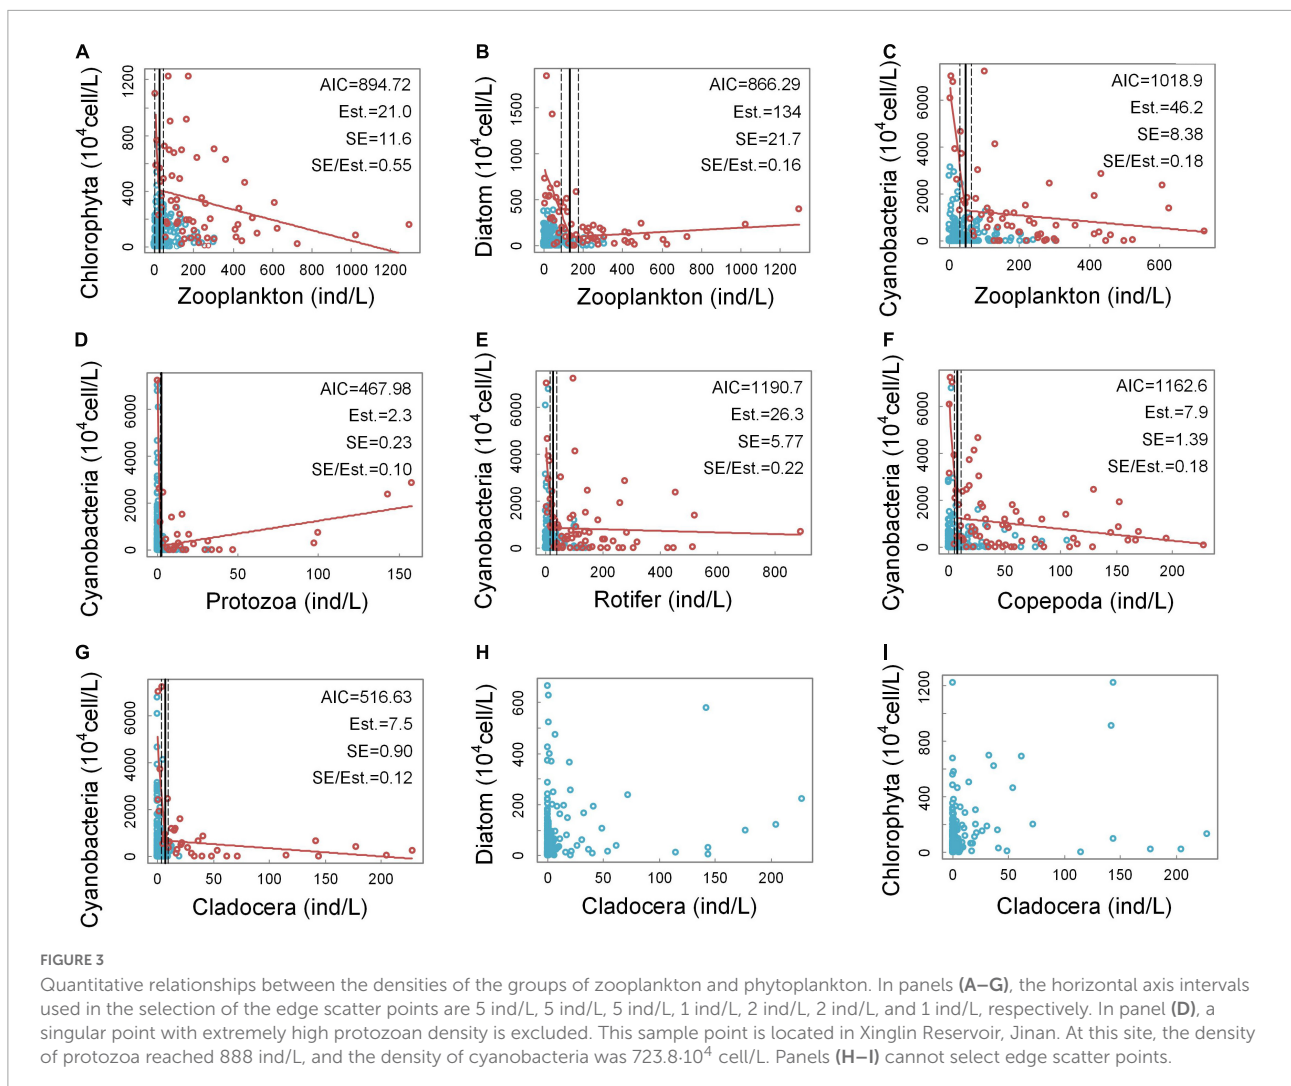 A
Chlorophyta (10⁴cell/L)
1200
800
400
0
AIC=894.72
Est.=21.0
SE=11.6
SE/Est.=0.55
0 200 400 600 800 1000 1200
Zooplankton (ind/L)
B
Diatom (10⁴cell/L)
1500
1000
500
0
AIC=866.29
Est.=134
SE=21.7
SE/Est.=0.16
0 200 400 600 800 1000 1200
Zooplankton (ind/L)
C
Cyanobacteria (10⁴cell/L)
6000
4000
2000
0
AIC=1018.9
Est.=46.2
SE=8.38
SE/Est.=0.18
0 200 400 600
Zooplankton (ind/L)
D
Cyanobacteria (10⁴cell/L)
6000
4000
2000
0
AIC=467.98
Est.=2.3
SE=0.23
SE/Est.=0.10
0 50 100 150
Protozoa (ind/L)
E
Cyanobacteria (10⁴cell/L)
6000
4000
2000
0
AIC=1190.7
Est.=26.3
SE=5.77
SE/Est.=0.22
0 200 400 600 800
Rotifer (ind/L)
F
Cyanobacteria (10⁴cell/L)
6000
4000
2000
0
AIC=1162.6
Est.=7.9
SE=1.39
SE/Est.=0.18
0 50 100 150 200
Copepoda (ind/L)
G
Cyanobacteria (10⁴cell/L)
6000
4000
2000
0
AIC=516.63
Est.=7.5
SE=0.90
SE/Est.=0.12
0 50 100 150 200
Cladocera (ind/L)
H
Diatom (10⁴cell/L)
600
400
200
0
0 50 100 150 200
Cladocera (ind/L)
I
Chlorophyta (10⁴cell/L)
1200
800
400
0
0 50 100 150 200
Cladocera (ind/L)
FIGURE 3
Quantitative relationships between the densities of the groups of zooplankton and phytoplankton. In panels (A–G), the horizontal axis intervals
used in the selection of the edge scatter points are 5 ind/L, 5 ind/L, 5 ind/L, 1 ind/L, 2 ind/L, 2 ind/L, and 1 ind/L, respectively. In panel (D), a
singular point with extremely high protozoan density is excluded. This sample point is located in Xinglin Reservoir, Jinan. At this site, the density
of protozoa reached 888 ind/L, and the density of cyanobacteria was 723.8·10⁴ cell/L. Panels (H–I) cannot select edge scatter points.